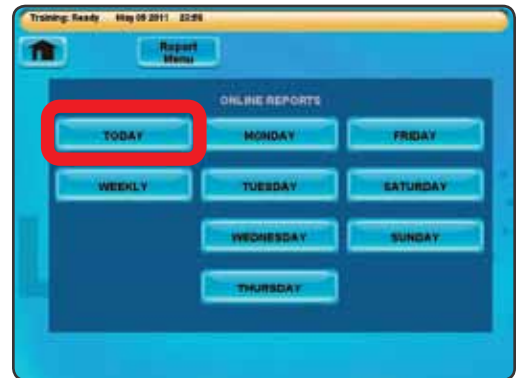 Training: Ready May 09 2011 22:56
Report
Menu
ONLINE REPORTS
TODAY MONDAY FRIDAY
WEEKLY TUESDAY SATURDAY
WEDNESDAY SUNDAY
THURSDAY